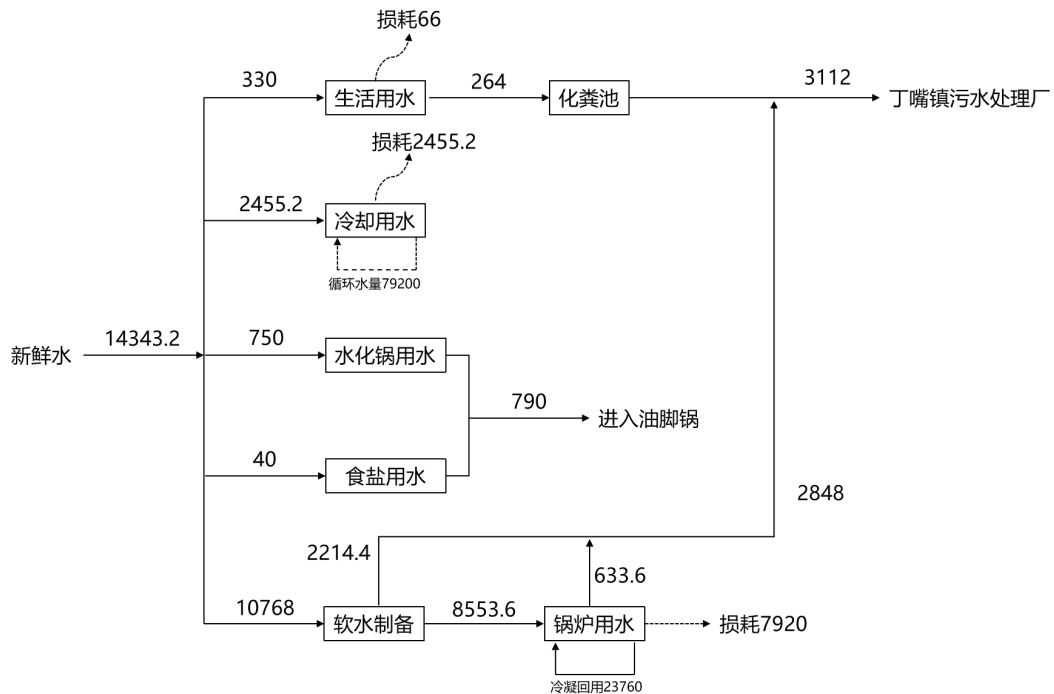 损耗66
330
生活用水
264
化粪池
3112
丁嘴镇污水处理厂
损耗2455.2
2455.2
冷却用水
循环水量79200
新鲜水
14343.2
750
水化锅用水
790
进入油脚锅
40
食盐用水
2848
2214.4
633.6
10768
软水制备
8553.6
锅炉用水
损耗7920
冷凝回用23760